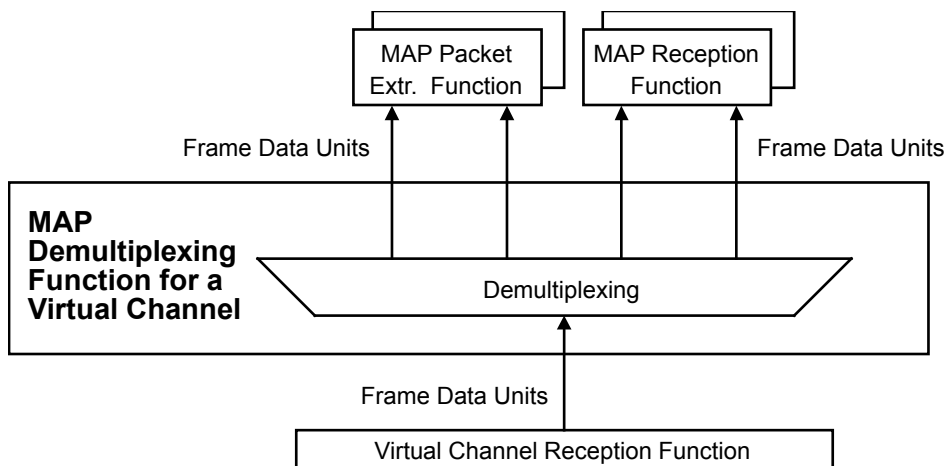 MAP Packet
Extr. Function
MAP Reception
Function
Frame Data Units
Frame Data Units
MAP
Demultiplexing
Function for a
Virtual Channel
Demultiplexing
Frame Data Units
Virtual Channel Reception Function